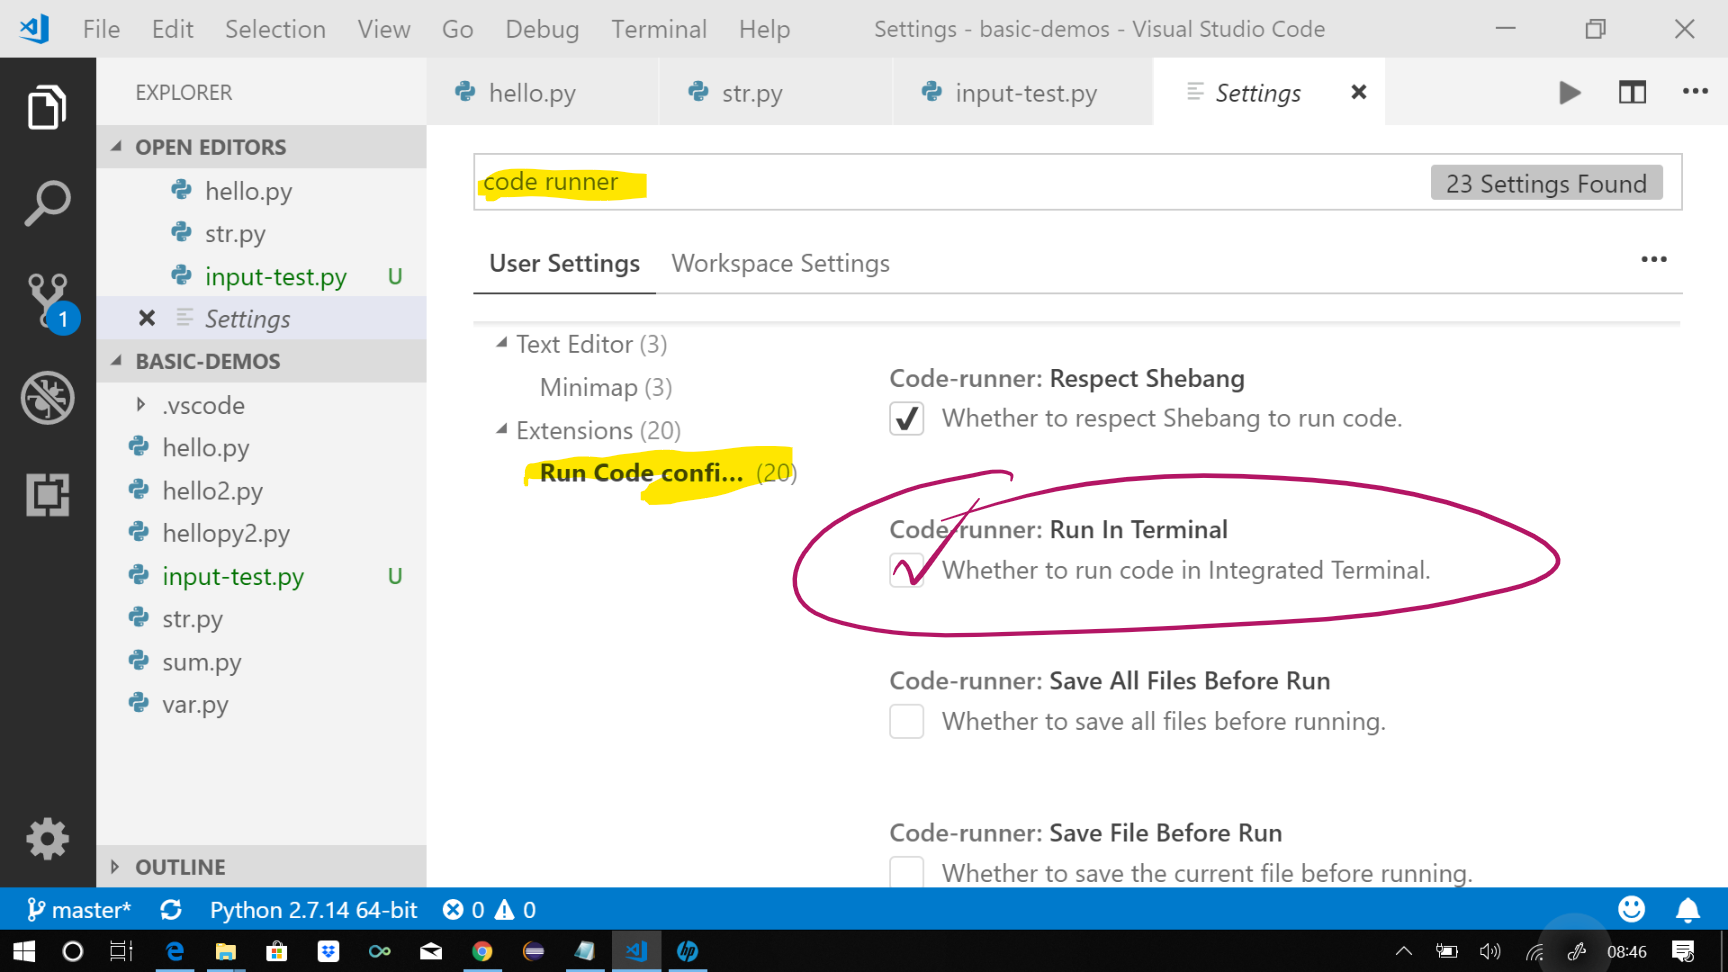 File Edit Selection View Go Debug Terminal Help Settings - basic-demos - Visual Studio Code
EXPLORER
hello.py str.py input-test.py Settings
OPEN EDITORS
hello.py
str.py
input-test.py U
Settings
BASIC-DEMOS
.vscode
hello.py
hello2.py
hellopy2.py
input-test.py U
str.py
sum.py
var.py
OUTLINE
1
code runner 23 Settings Found
User Settings Workspace Settings
Text Editor (3)
Minimap (3)
Extensions (20)
Run Code confi... (20)
Code-runner: Respect Shebang
Whether to respect Shebang to run code.
Code-runner: Run In Terminal
Whether to run code in Integrated Terminal.
Code-runner: Save All Files Before Run
Whether to save all files before running.
Code-runner: Save File Before Run
Whether to save the current file before running.
master* Python 2.7.14 64-bit 0 0
08:46